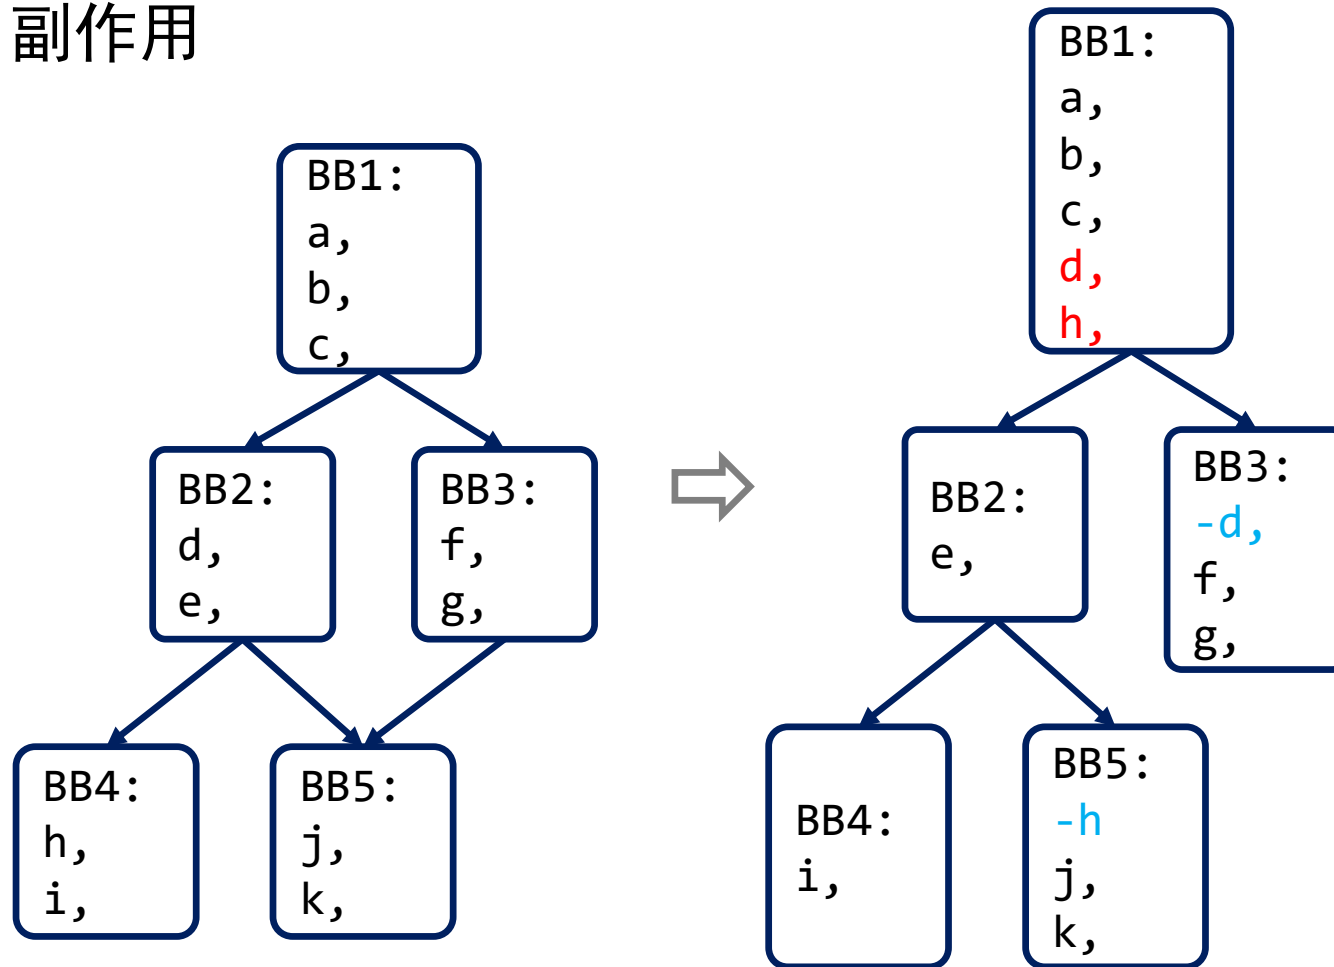 副作用
BB1:
a,
b,
c,
BB2:
d,
e,
BB3:
f,
g,
BB4:
h,
i,
BB5:
j,
k,
BB1:
a,
b,
c,
d,
h,
BB2:
e,
BB3:
-d,
f,
g,
BB4:
i,
BB5:
-h
j,
k,